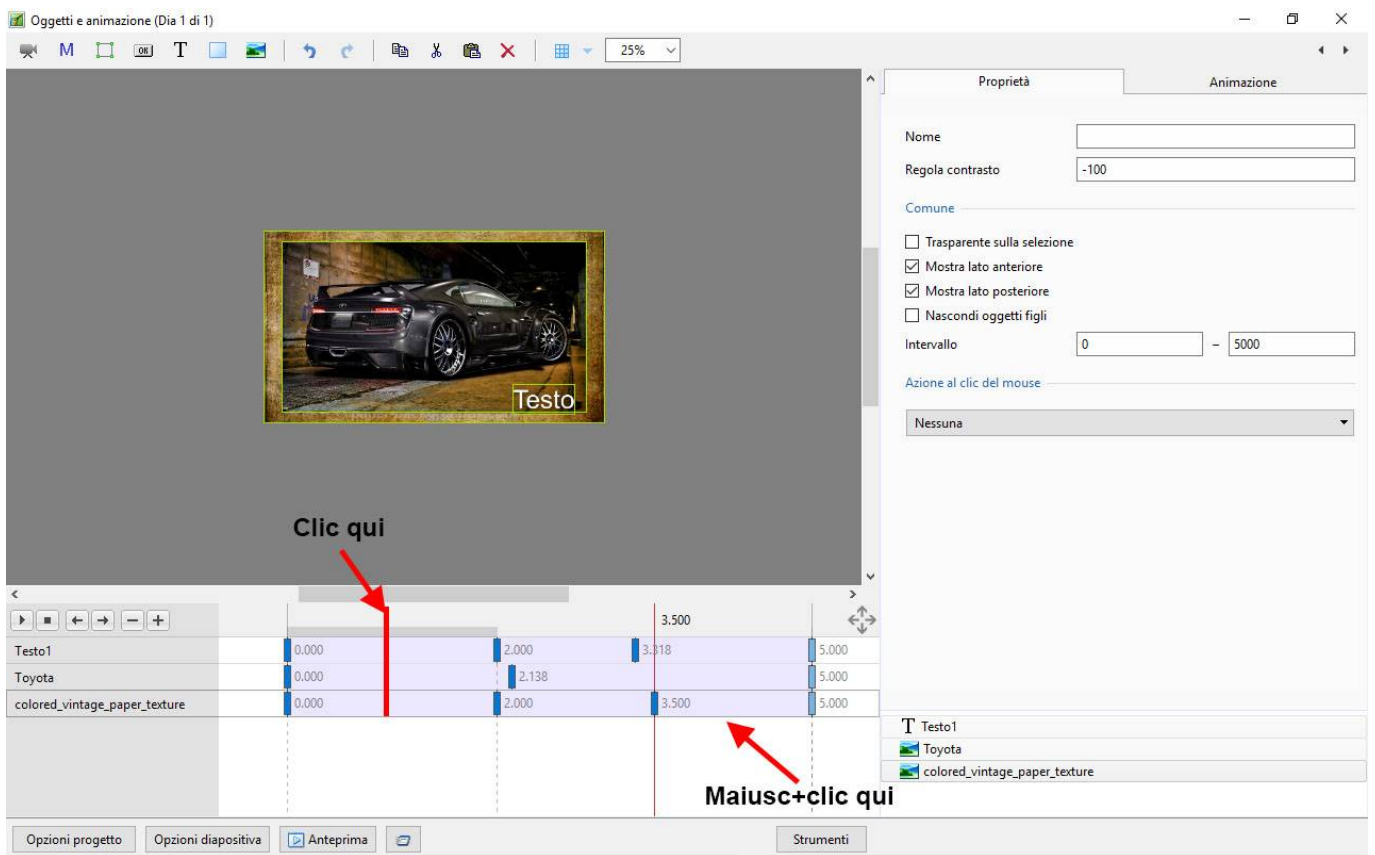 Oggetti e animazione (Dia 1 di 1)
M OK T 25%
Proprietà Animazione
Nome
Regola contrasto -100
Comune
Trasparente sulla selezione
Mostra lato anteriore
Mostra lato posteriore
Nascondi oggetti figli
Intervallo 0 – 5000
Azione al clic del mouse
Nessuna
Testo
Clic qui
3.500
Testo1 0.000 2.000 3.318 5.000
Toyota 0.000 2.138 5.000
colored_vintage_paper_texture 0.000 2.000 3.500 5.000
Maiusc+clic qui
T Testo1
Toyota
colored_vintage_paper_texture
Opzioni progetto Opzioni diapositiva Anteprima Strumenti